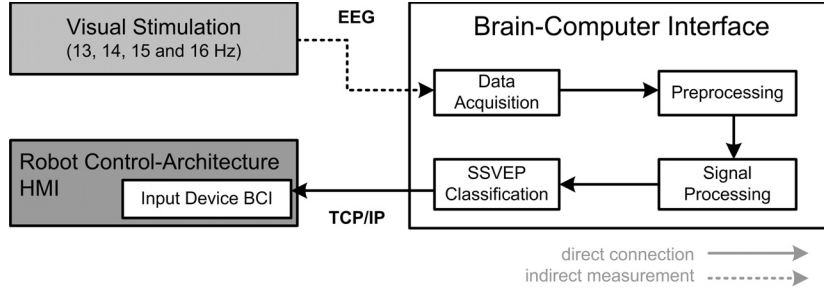 Visual Stimulation
(13, 14, 15 and 16 Hz)
EEG
Brain-Computer Interface
Data
Acquisition
Preprocessing
Robot Control-Architecture
HMI
Input Device BCI
TCP/IP
SSVEP
Classification
Signal
Processing
direct connection
indirect measurement